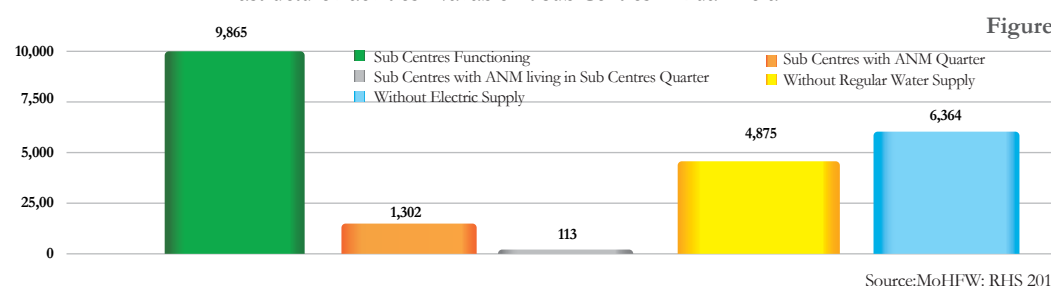 Figure
9,865
10,000
Sub Centres Functioning
Sub Centres with ANM Quarter
Sub Centres with ANM living in Sub Centres Quarter
Without Regular Water Supply
Without Electric Supply
7,500
4,875
6,364
5,000
25,00
1,302
113
0
Source:MoHFW: RHS 201